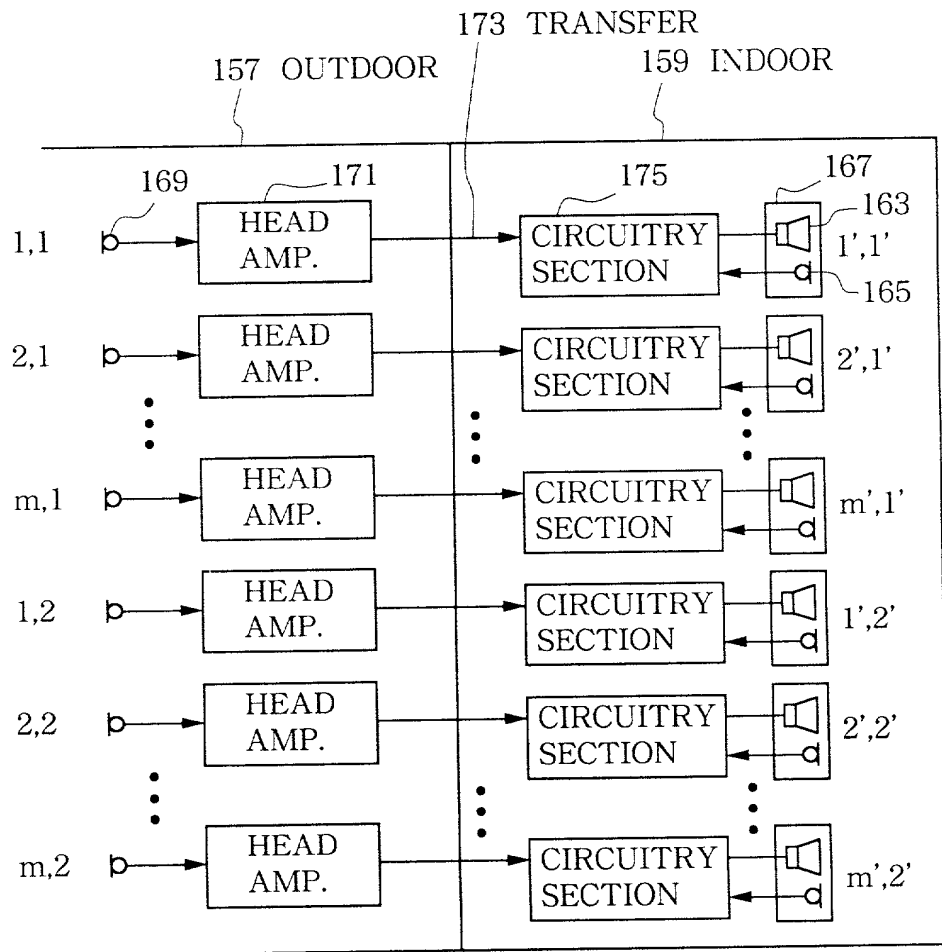 173 TRANSFER
157 OUTDOOR
159 INDOOR
169
171
175
167
163
1,1
HEAD
AMP.
CIRCUITRY
SECTION
1',1'
165
2,1
HEAD
AMP.
CIRCUITRY
SECTION
2',1'
m,1
HEAD
AMP.
CIRCUITRY
SECTION
m',1'
1,2
HEAD
AMP.
CIRCUITRY
SECTION
1',2'
2,2
HEAD
AMP.
CIRCUITRY
SECTION
2',2'
m,2
HEAD
AMP.
CIRCUITRY
SECTION
m',2'